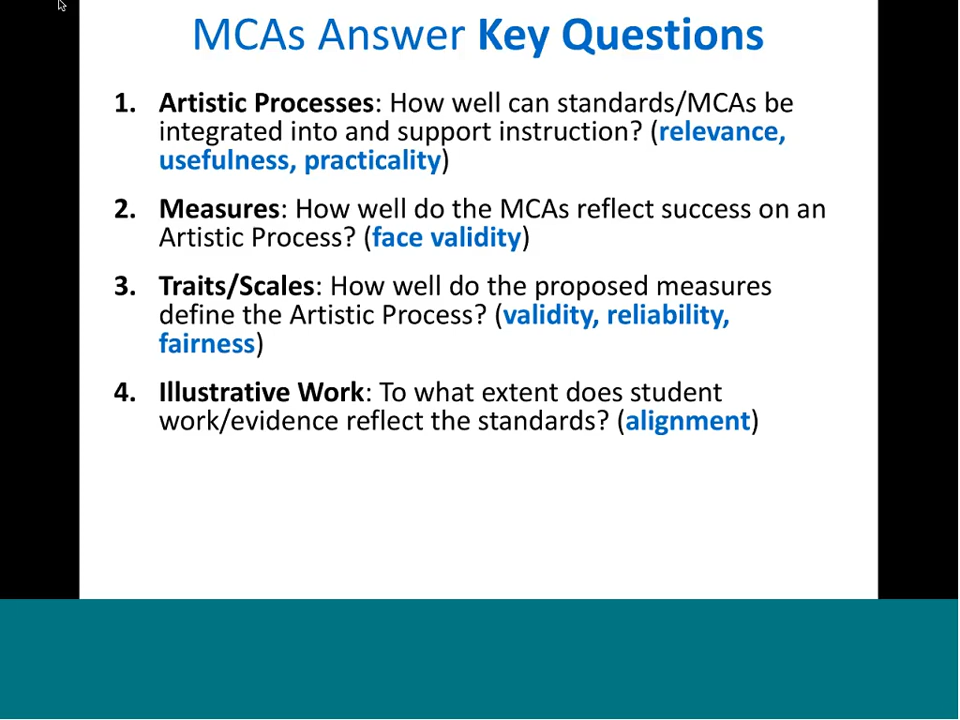 MCAs Answer Key Questions
1. Artistic Processes: How well can standards/MCAs be
integrated into and support instruction? (relevance,
usefulness, practicality)
2. Measures: How well do the MCAs reflect success on an
Artistic Process? (face validity)
3. Traits/Scales: How well do the proposed measures
define the Artistic Process? (validity, reliability,
fairness)
4. Illustrative Work: To what extent does student
work/evidence reflect the standards? (alignment)